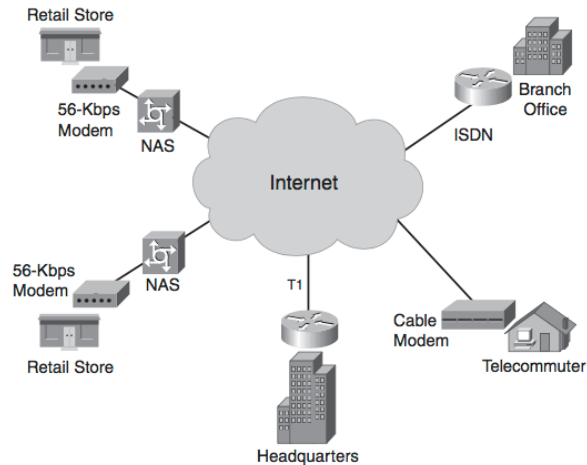 Retail Store
56-Kbps
Modem
NAS
Branch
Office
ISDN
Internet
56-Kbps
Modem
NAS
Retail Store
T1
Cable
Modem
Telecommuter
Headquarters